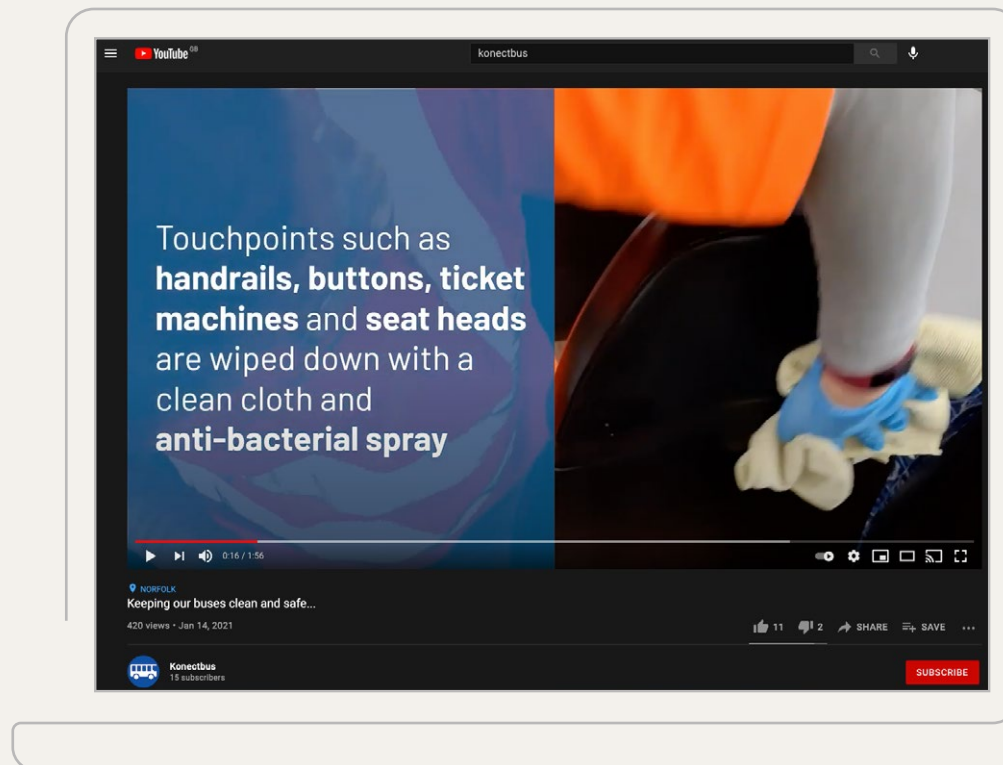 YouTube GB
konectbus
Touchpoints such as
handrails, buttons, ticket
machines and seat heads
are wiped down with a
clean cloth and
anti-bacterial spray
0:16 / 1:56
NORFOLK
Keeping our buses clean and safe...
420 views • Jan 14, 2021
11 2 SHARE SAVE ...
Konectbus
15 subscribers
SUBSCRIBE